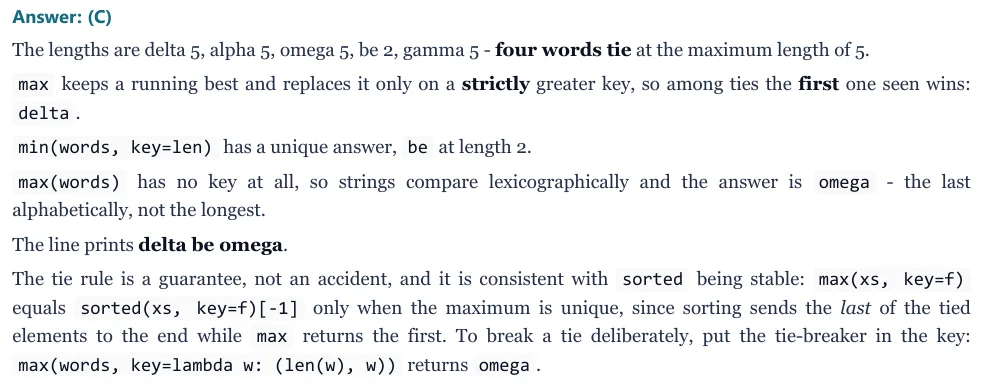 Answer: (C)
The lengths are delta 5, alpha 5, omega 5, be 2, gamma 5 - four words tie at the maximum length of 5.
max keeps a running best and replaces it only on a strictly greater key, so among ties the first one seen wins:
delta .
min(words, key=len) has a unique answer, be at length 2.
max(words) has no key at all, so strings compare lexicographically and the answer is omega - the last
alphabetically, not the longest.
The line prints delta be omega.
The tie rule is a guarantee, not an accident, and it is consistent with sorted being stable: max(xs, key=f)
equals sorted(xs, key=f)[-1] only when the maximum is unique, since sorting sends the last of the tied
elements to the end while max returns the first. To break a tie deliberately, put the tie-breaker in the key:
max(words, key=lambda w: (len(w), w)) returns omega .